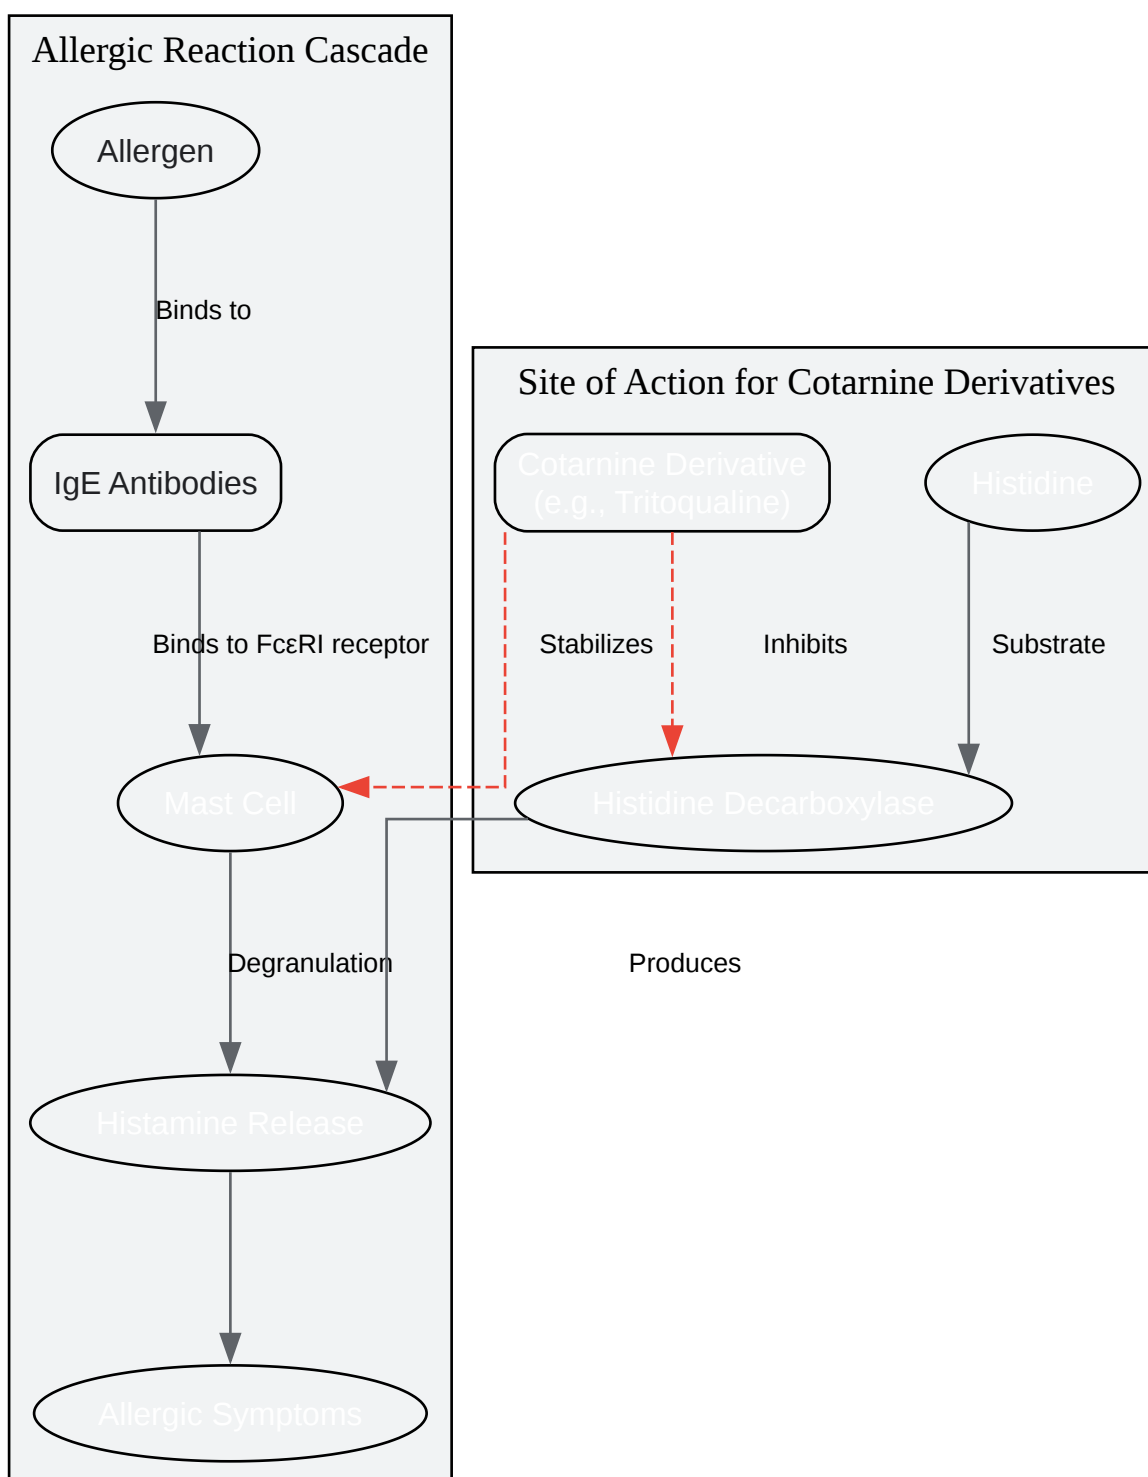 Allergic Reaction Cascade
Allergen
Binds to
IgE Antibodies
Binds to FcεRI receptor
Mast Cell
Degranulation
Histamine Release
Allergic Symptoms
Site of Action for Cotarnine Derivatives
Cotarnine Derivative
(e.g., Tritoqualine)
Histidine
Stabilizes
Inhibits
Substrate
Histidine Decarboxylase
Produces